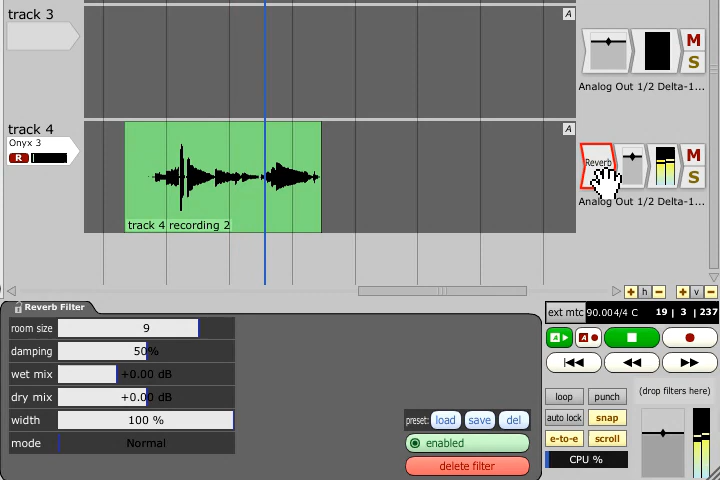 track 3
A
M
S
Analog Out 1/2 Delta-1...
track 4
A
Onyx 3
R
Reverb
M
S
Analog Out 1/2 Delta-1...
track 4 recording 2
+ h − + v −
Reverb Filter
room size 9
damping 50%
wet mix +0.00 dB
dry mix +0.00 dB
width 100 %
mode Normal
preset: load save del
enabled
delete filter
ext mtc 90.004/4 C 19 | 3 | 237
A A
loop punch
auto lock snap
e-to-e scroll
CPU %
(drop filters here)